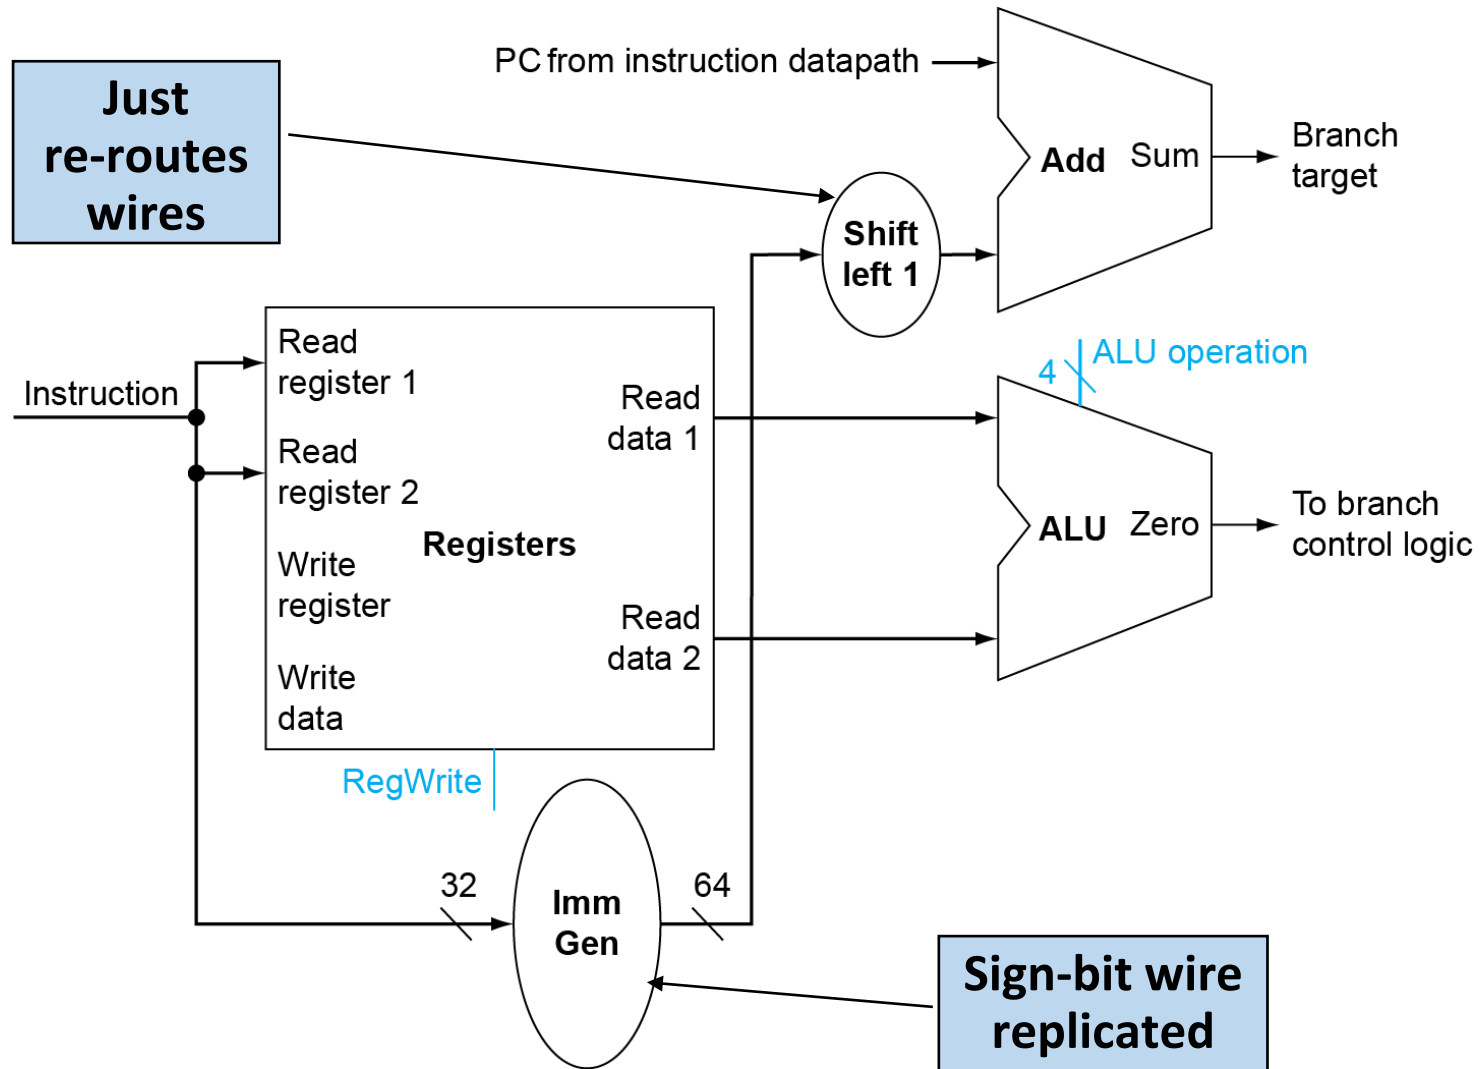 Just
re-routes
wires
PC from instruction datapath
Add
Sum
Branch
target
Shift
left 1
Instruction
Read
register 1
Read
register 2
Write
register
Write
data
Registers
Read
data 1
Read
data 2
RegWrite
4
ALU operation
ALU
Zero
To branch
control logic
32
Imm
Gen
64
Sign-bit wire
replicated